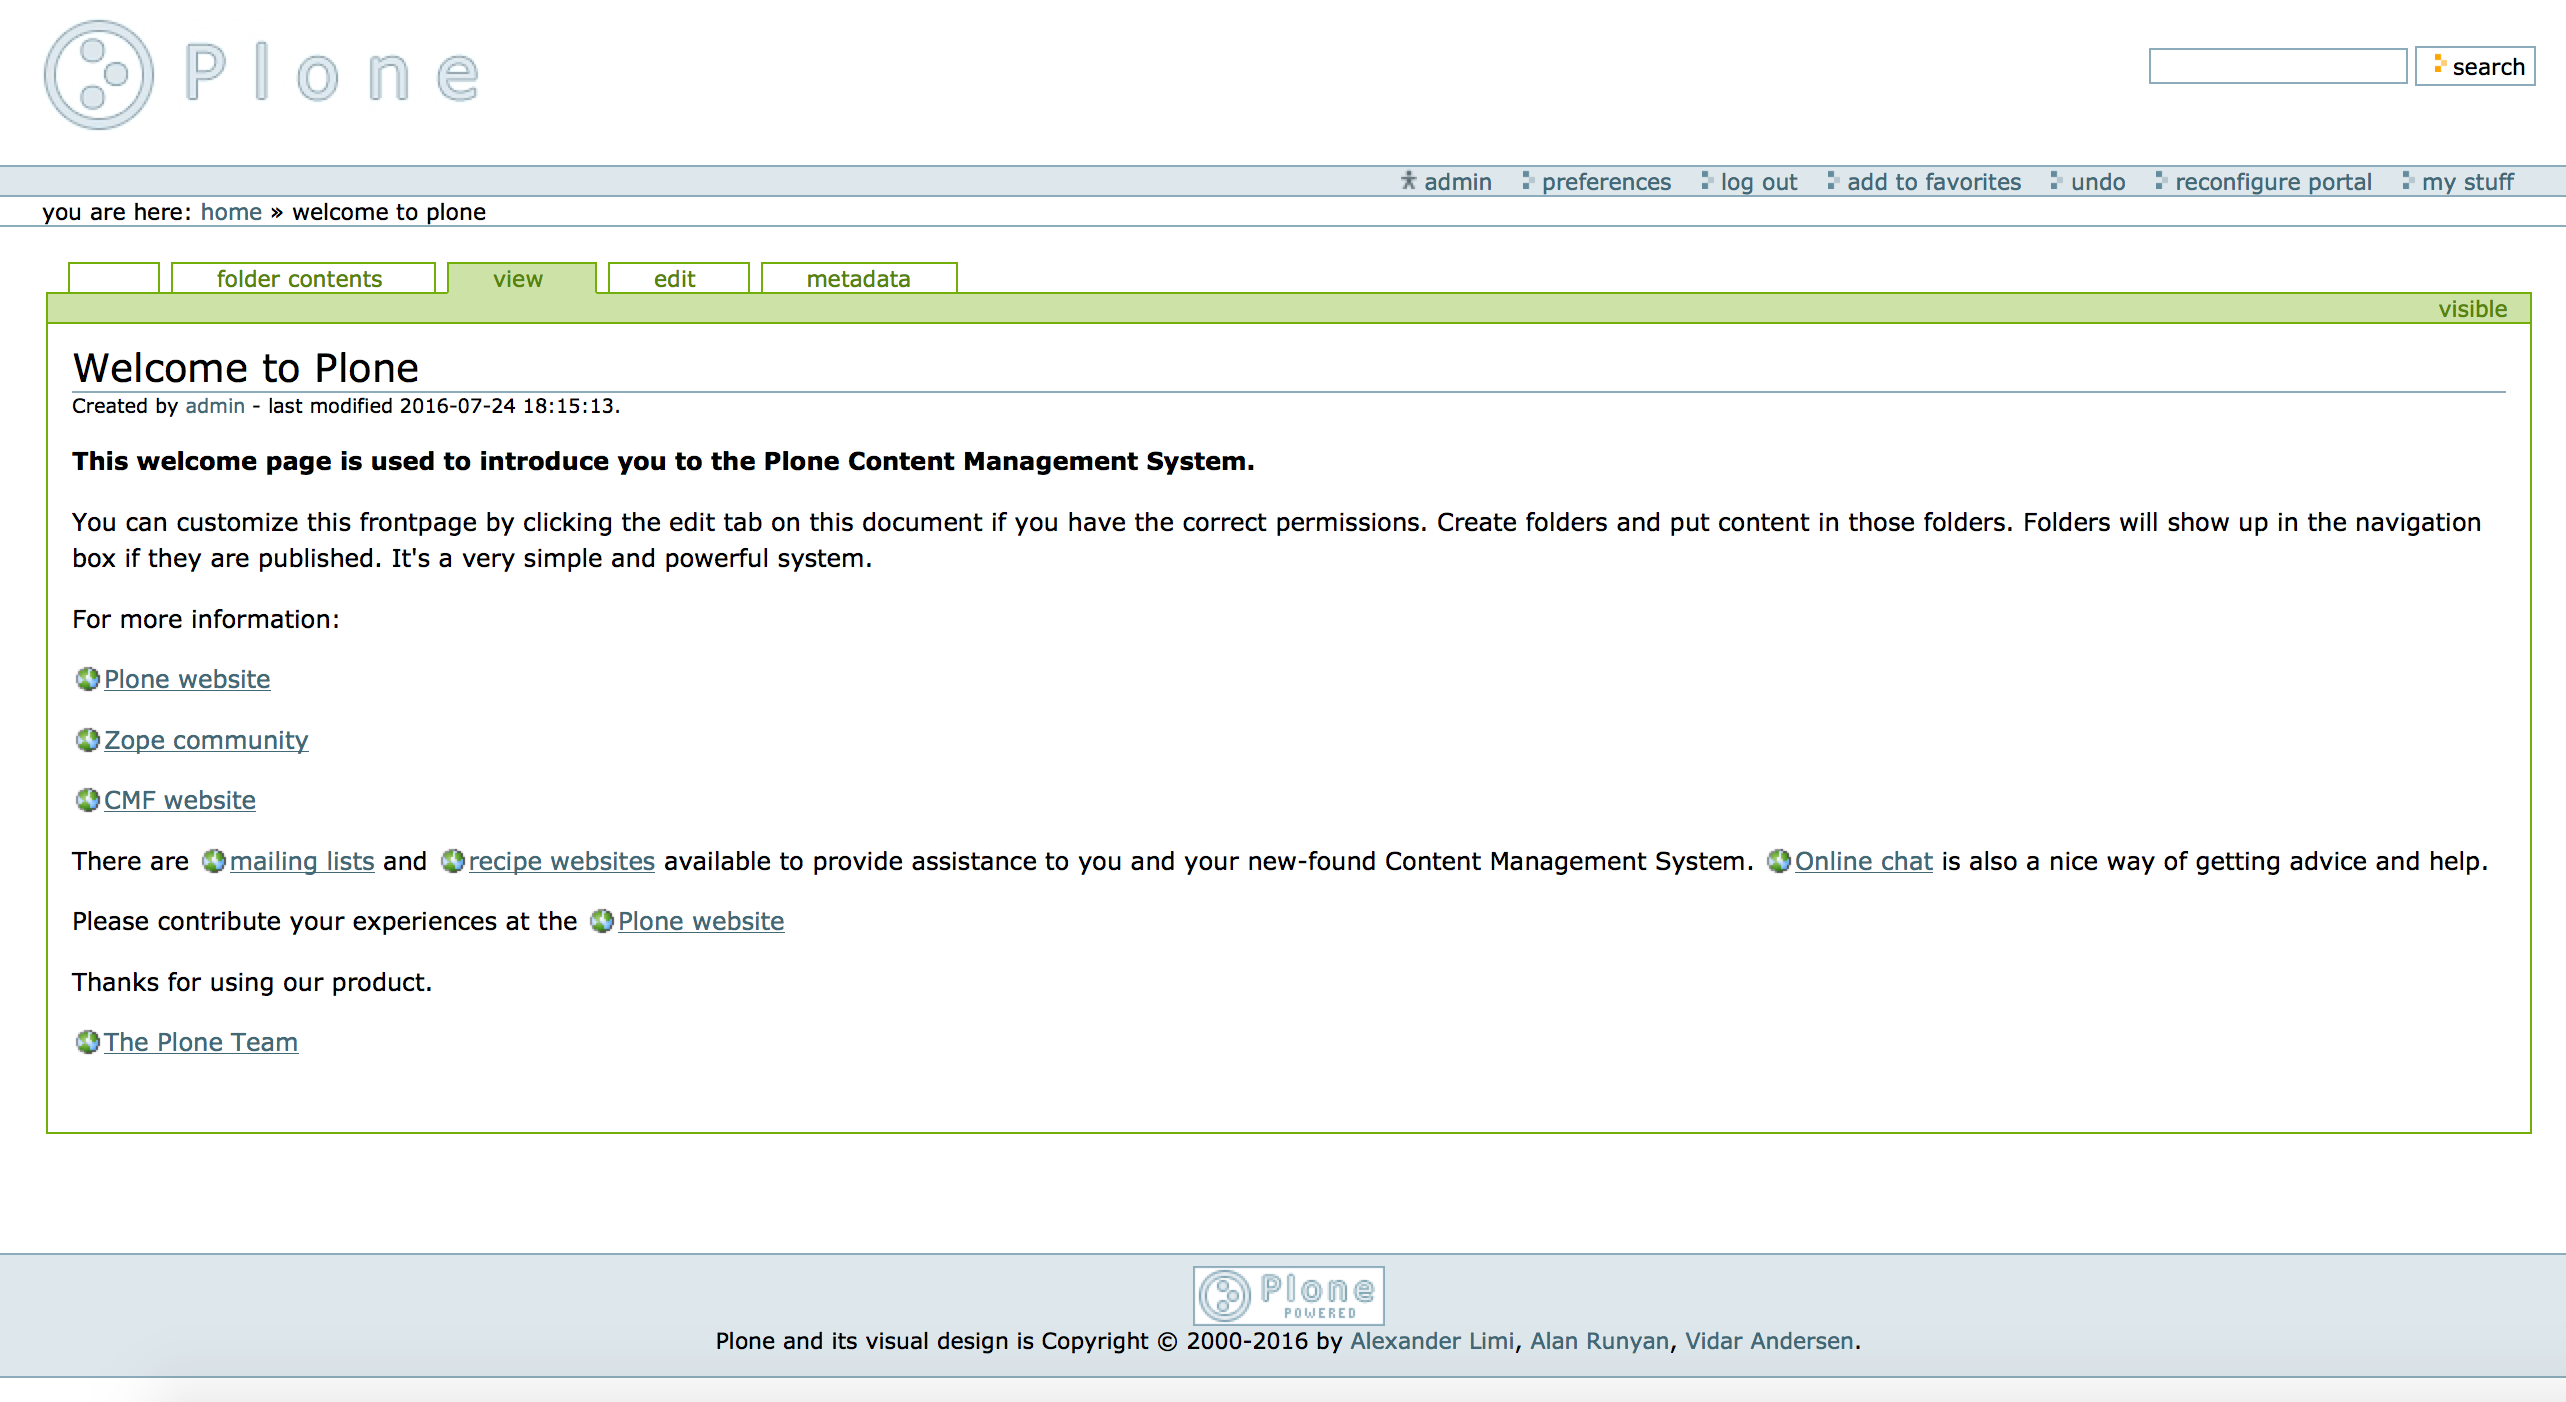 Plone
search
admin preferences log out add to favorites undo reconfigure portal my stuff
you are here: home » welcome to plone
folder contents view edit metadata
visible
Welcome to Plone
Created by admin - last modified 2016-07-24 18:15:13.
This welcome page is used to introduce you to the Plone Content Management System.
You can customize this frontpage by clicking the edit tab on this document if you have the correct permissions. Create folders and put content in those folders. Folders will show up in the navigation
box if they are published. It's a very simple and powerful system.
For more information:
Plone website
Zope community
CMF website
There are mailing lists and recipe websites available to provide assistance to you and your new-found Content Management System. Online chat is also a nice way of getting advice and help.
Please contribute your experiences at the Plone website
Thanks for using our product.
The Plone Team
Plone
POWERED
Plone and its visual design is Copyright © 2000-2016 by Alexander Limi, Alan Runyan, Vidar Andersen.